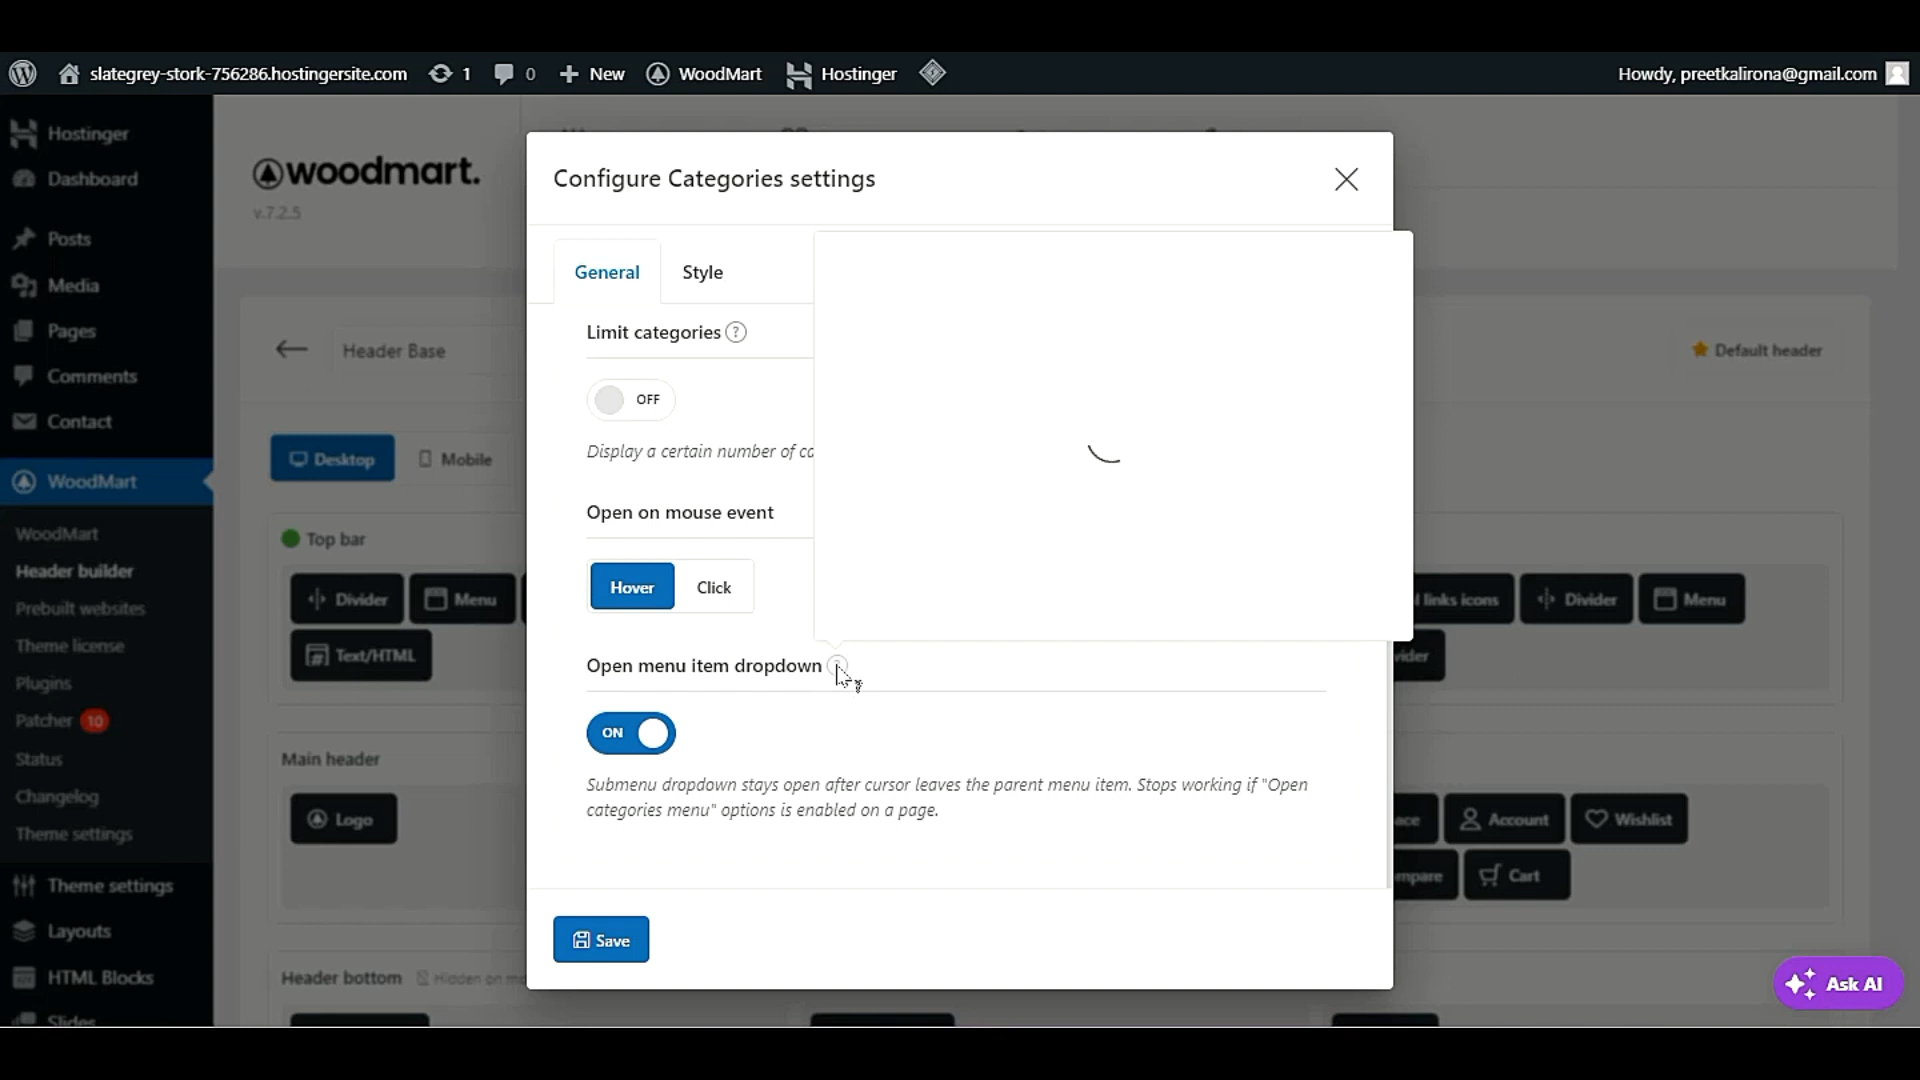 slategrey-stork-756286.hostingersite.com 1 0 New WoodMart Hostinger Howdy, preetkalirona@gmail.com
Hostinger
Dashboard
Posts
Media
Pages
Comments
Contact
WoodMart
WoodMart
Header builder
Prebuilt websites
Theme license
Plugins
Patcher 10
Status
Changelog
Theme settings
Theme settings
Layouts
HTML Blocks
Slides
woodmart.
v.7.2.5
Header Base
Default header
Desktop Mobile
Top bar
Divider Menu
links icons Divider Menu
Text/HTML
Main header
Logo
Account Wishlist
Cart
Header bottom Hidden on
Configure Categories settings
General Style
Limit categories ?
OFF
Display a certain number of
Open on mouse event
Hover Click
Open menu item dropdown
ON
Submenu dropdown stays open after cursor leaves the parent menu item. Stops working if "Open
categories menu" options is enabled on a page.
Save
Ask AI